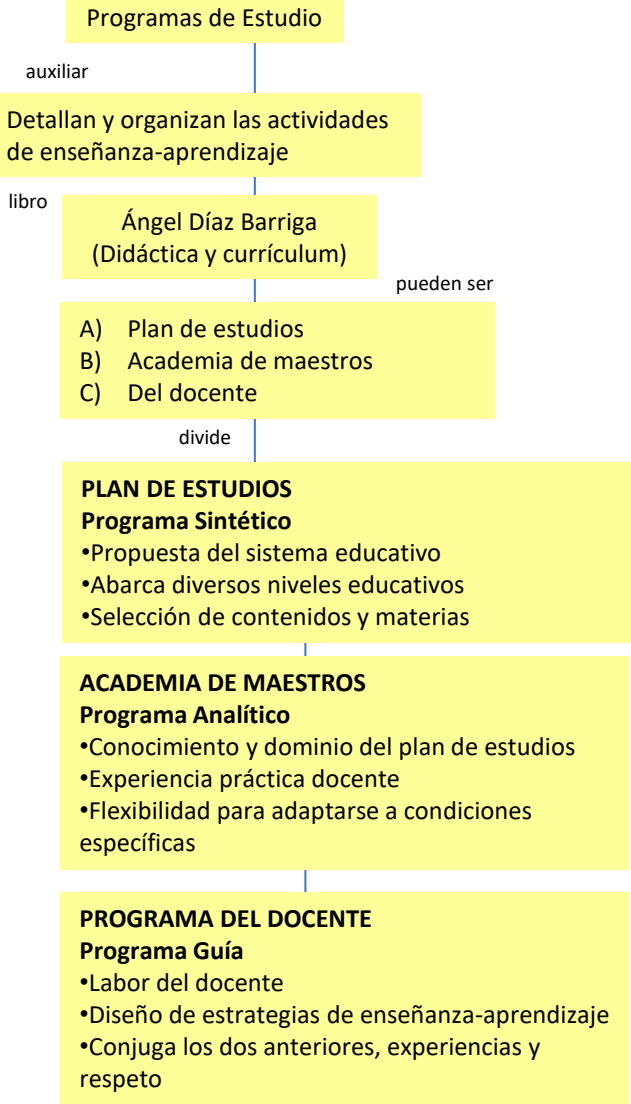 Programas de Estudio
auxiliar
Detallan y organizan las actividades
de enseñanza-aprendizaje
libro
Ángel Díaz Barriga
(Didáctica y currículum)
pueden ser
A) Plan de estudios
B) Academia de maestros
C) Del docente
divide
PLAN DE ESTUDIOS
Programa Sintético
•Propuesta del sistema educativo
•Abarca diversos niveles educativos
•Selección de contenidos y materias
ACADEMIA DE MAESTROS
Programa Analítico
•Conocimiento y dominio del plan de estudios
•Experiencia práctica docente
•Flexibilidad para adaptarse a condiciones
específicas
PROGRAMA DEL DOCENTE
Programa Guía
•Labor del docente
•Diseño de estrategias de enseñanza-aprendizaje
•Conjuga los dos anteriores, experiencias y
respeto